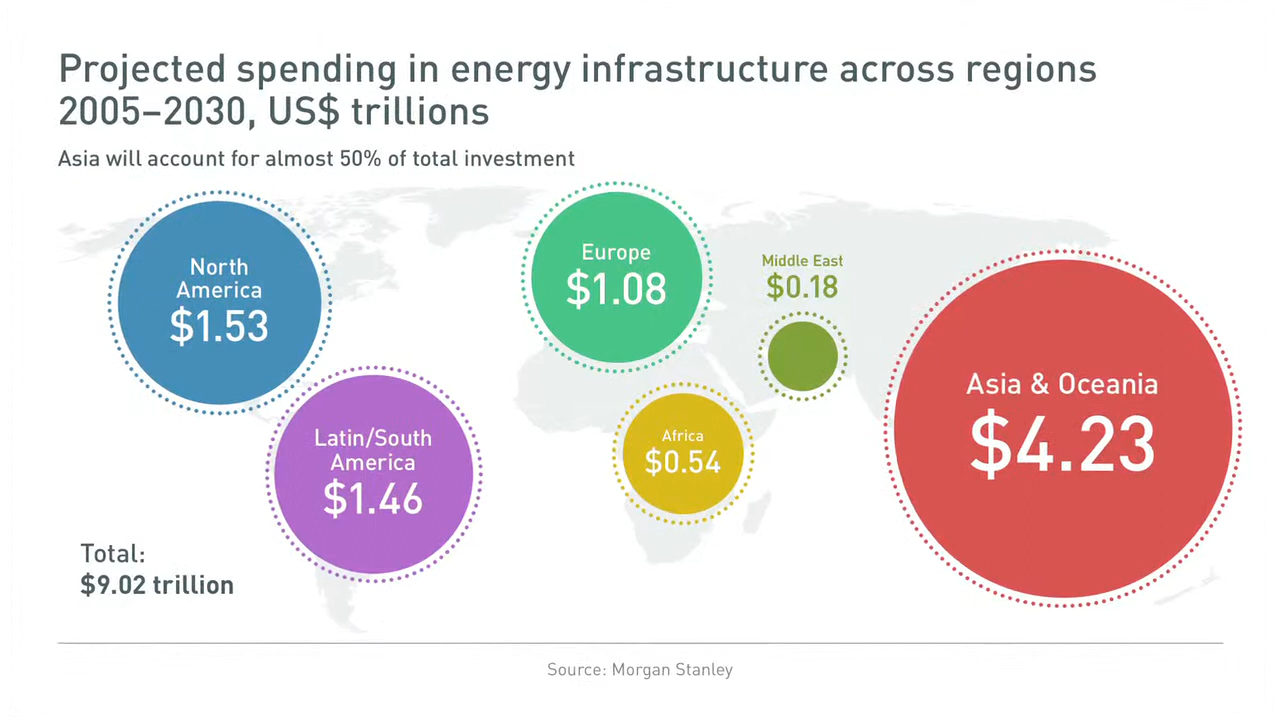 Projected spending in energy infrastructure across regions
2005–2030, US$ trillions
Asia will account for almost 50% of total investment
North
America
$1.53
Latin/South
America
$1.46
Europe
$1.08
Middle East
$0.18
Africa
$0.54
Asia & Oceania
$4.23
Total:
$9.02 trillion
Source: Morgan Stanley